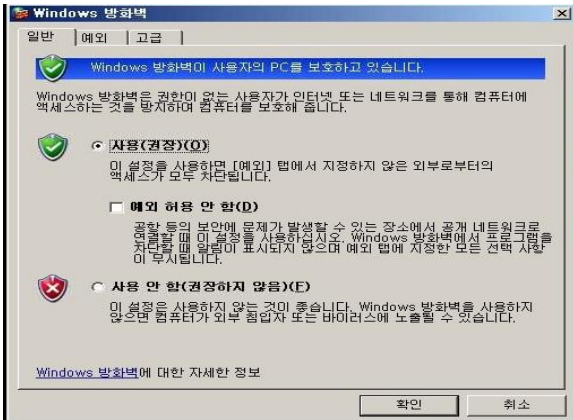 Windows 방화벽
일반 예외 고급
Windows 방화벽이 사용자의 PC를 보호하고 있습니다.
Windows 방화벽은 권한이 없는 사용자가 인터넷 또는 네트워크를 통해 컴퓨터에
액세스하는 것을 방지하여 컴퓨터를 보호해 줍니다.
사용(권장)(O)
이 설정을 사용하면 [예외] 탭에서 지정하지 않은 외부로부터의
액세스가 모두 차단됩니다.
예외 허용 안 함(D)
공항 등의 보안에 문제가 발생할 수 있는 장소에서 공개 네트워크로
연결할 때 이 설정을 사용하십시오. Windows 방화벽에서 프로그램을
차단할 때 알림이 표시되지 않으며 예외 탭에 지정한 모든 선택 사항
이 무시됩니다.
사용 안 함(권장하지 않음)(F)
이 설정은 사용하지 않는 것이 좋습니다. Windows 방화벽을 사용하지
않으면 컴퓨터가 외부 침입자 또는 바이러스에 노출될 수 있습니다.
Windows 방화벽에 대한 자세한 정보
확인 취소